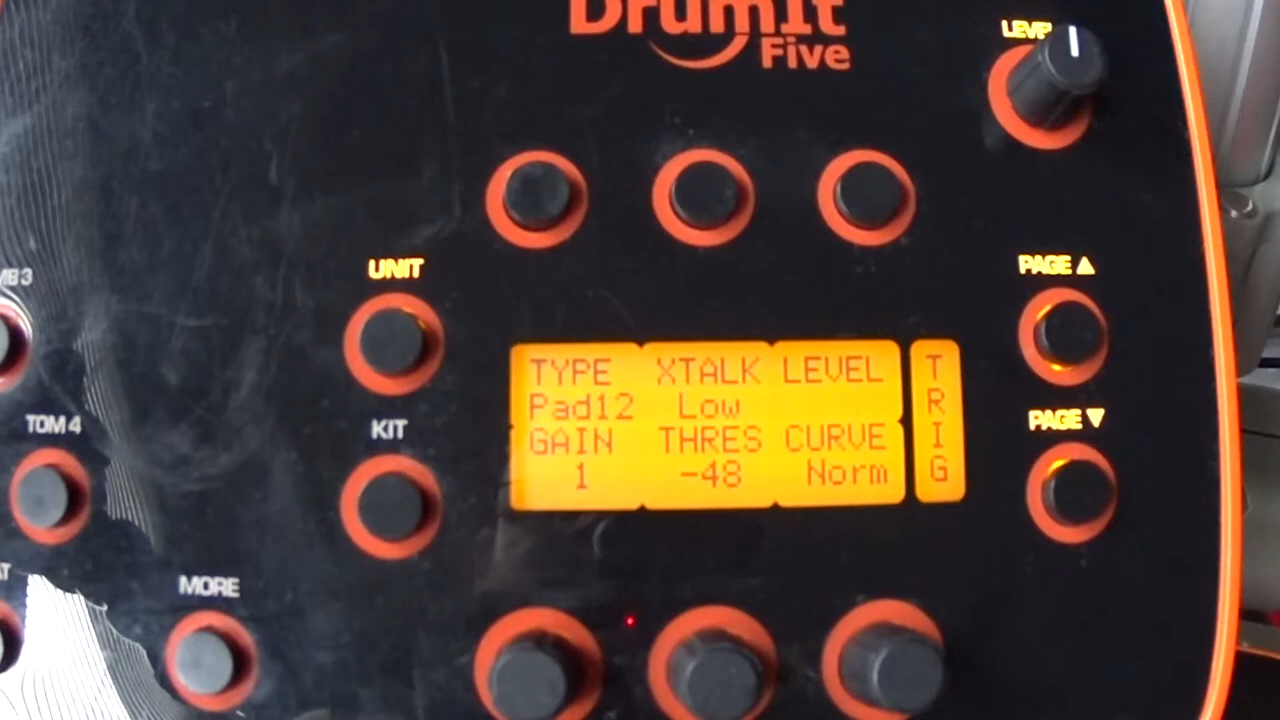 DrumIt
Five
LEVEL
UNIT
PAGE ▲
TYPE XTALK LEVEL
Pad12 Low
GAIN THRES CURVE
1 -48 Norm
TRIG
KIT
PAGE ▼
TOM 4
MORE